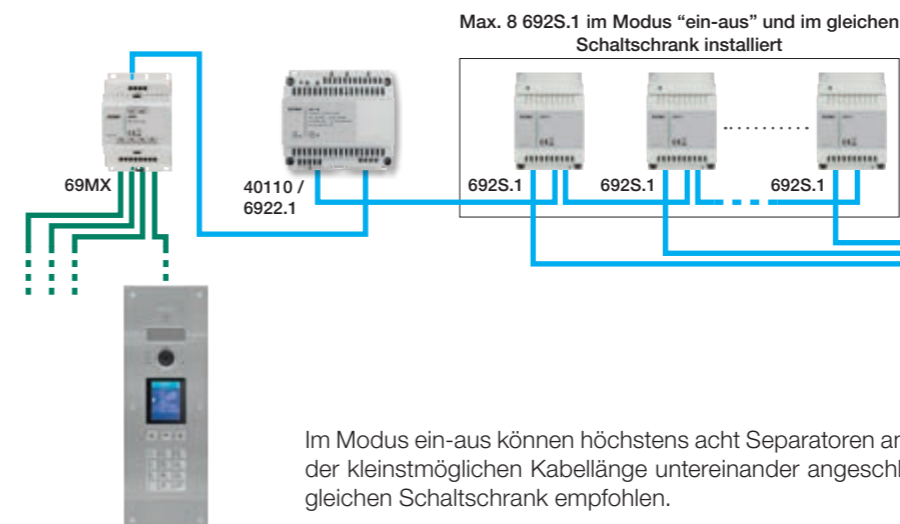 Max. 8 692S.1 im Modus “ein-aus” und im gleichen
Schaltschrank installiert
69MX
40110 /
6922.1
692S.1
692S.1
692S.1
Im Modus ein-aus können höchstens acht Separatoren
der kleinstmöglichen Kabellänge untereinander
gleichen Schaltschrank empfohlen.